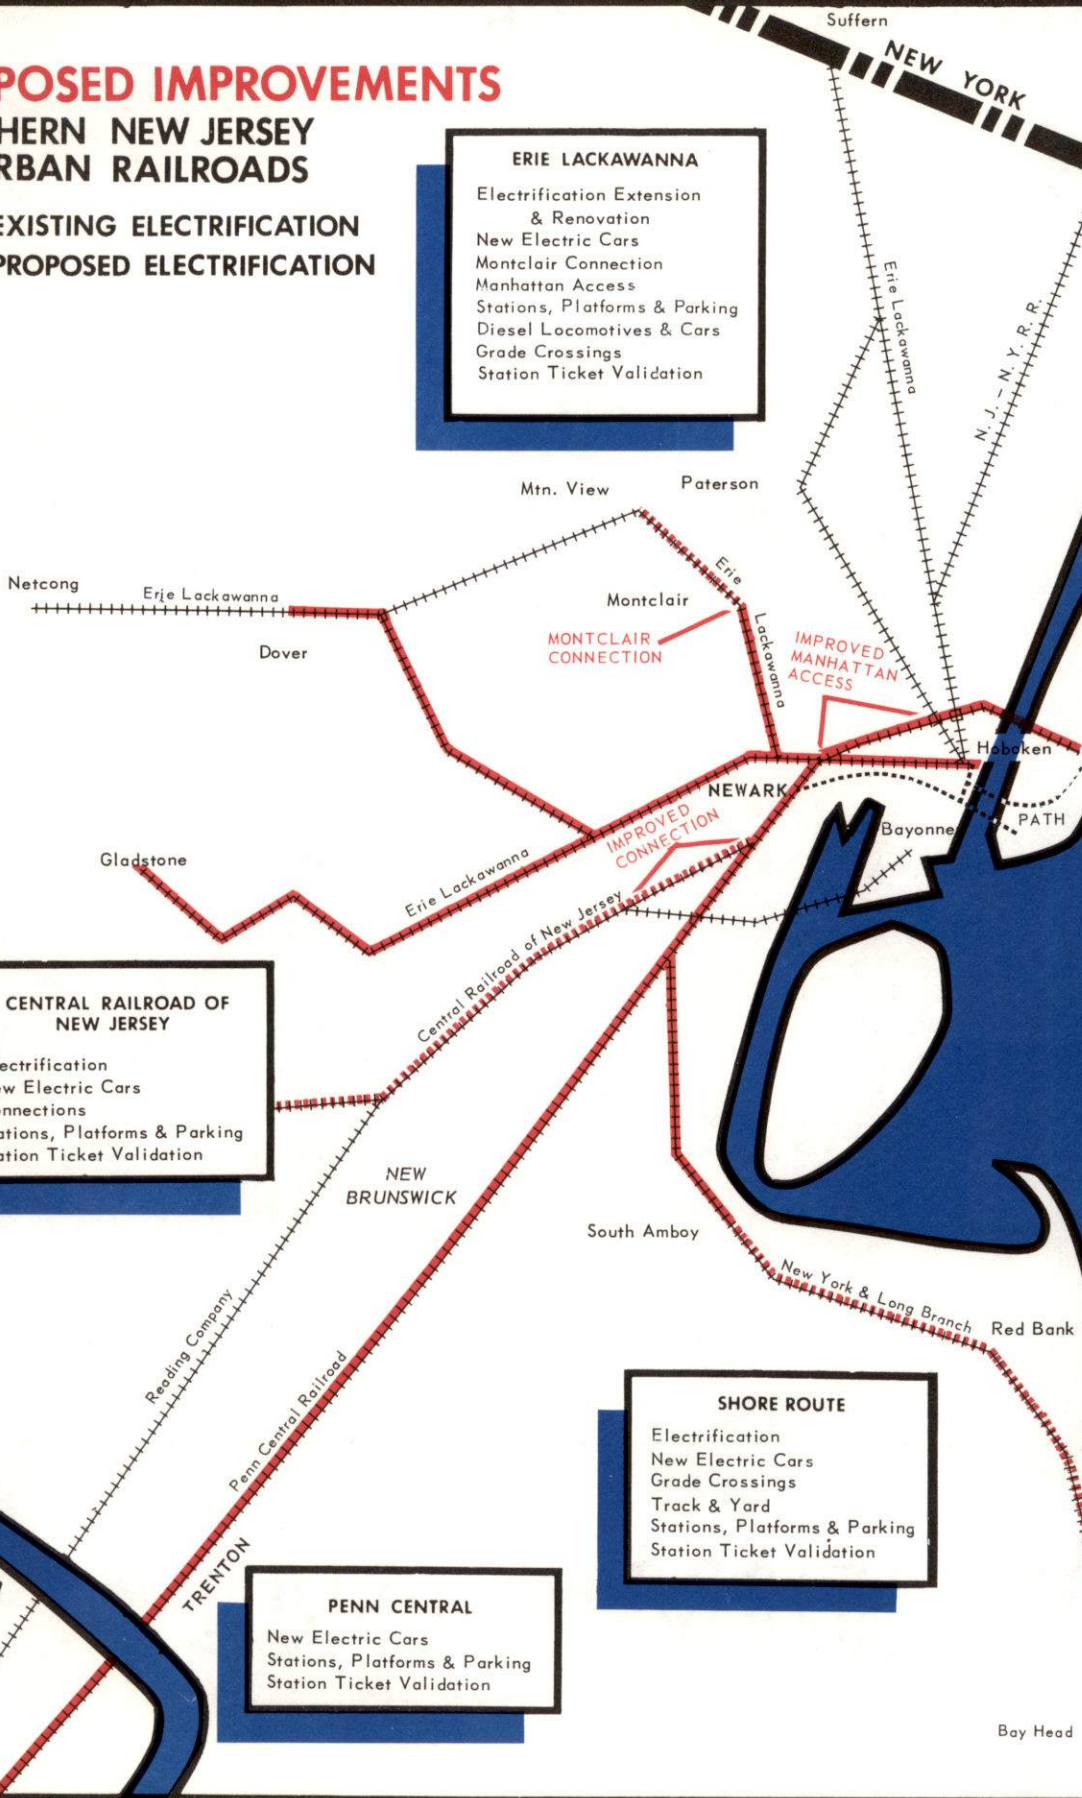 POSED IMPROVEMENTS
HERN NEW JERSEY
RBAN RAILROADS
EXISTING ELECTRIFICATION
PROPOSED ELECTRIFICATION
Suffern
NEW YORK
ERIE LACKAWANNA
Electrification Extension
& Renovation
New Electric Cars
Montclair Connection
Manhattan Access
Stations, Platforms & Parking
Diesel Locomotives & Cars
Grade Crossings
Station Ticket Validation
Erie Lackawanna
N. J. - N. Y. R. R.
Mtn. View
Paterson
Netcong
Erie Lackawanna
Dover
Erie
Lackawanna
Montclair
MONTCLAIR
CONNECTION
IMPROVED
MANHATTAN
ACCESS
Hoboken
NEWARK
PATH
Bayonne
IMPROVED
CONNECTION
Gladstone
Erie Lackawanna
Central Railroad of New Jersey
CENTRAL RAILROAD OF
NEW JERSEY
ectrification
ew Electric Cars
nnections
ations, Platforms & Parking
ation Ticket Validation
NEW
BRUNSWICK
South Amboy
New York & Long Branch
Red Bank
Reading Company
Penn Central Railroad
TRENTON
SHORE ROUTE
Electrification
New Electric Cars
Grade Crossings
Track & Yard
Stations, Platforms & Parking
Station Ticket Validation
PENN CENTRAL
New Electric Cars
Stations, Platforms & Parking
Station Ticket Validation
Bay Head